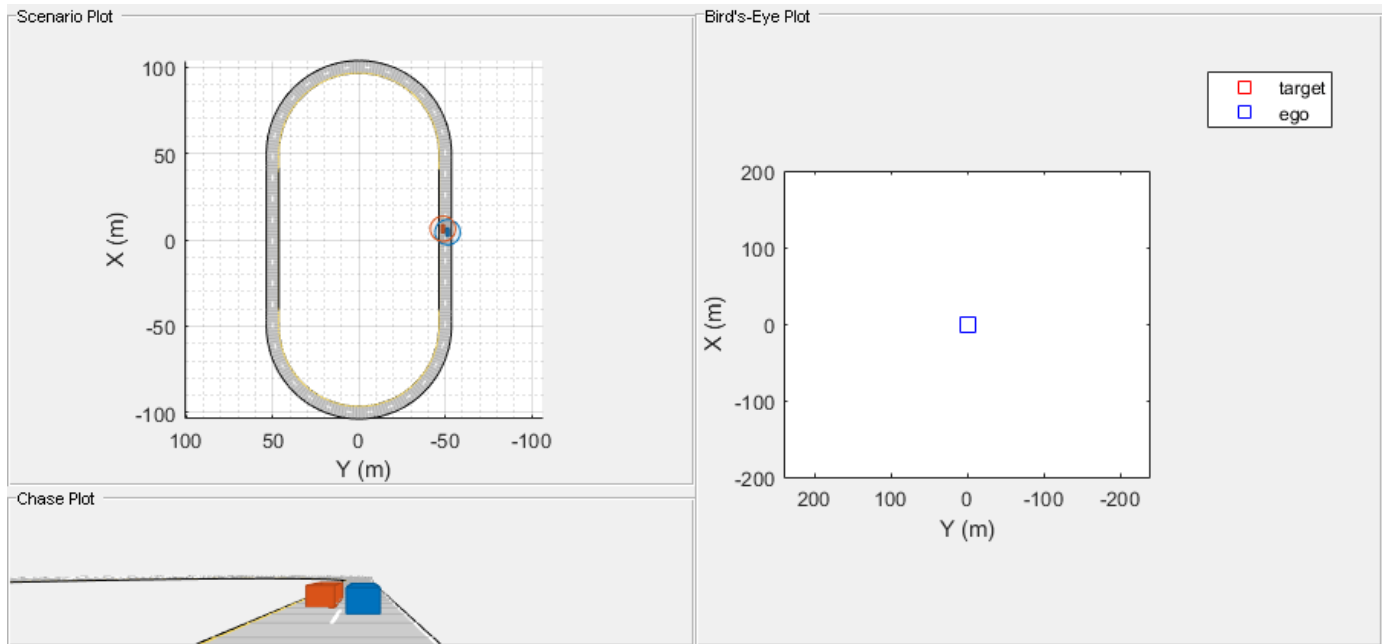 Scenario Plot
100
50
0
-50
-100
X (m)
100 50 0 -50 -100
Y (m)
Chase Plot
Bird's-Eye Plot
target
ego
200
100
0
-100
-200
X (m)
200 100 0 -100 -200
Y (m)